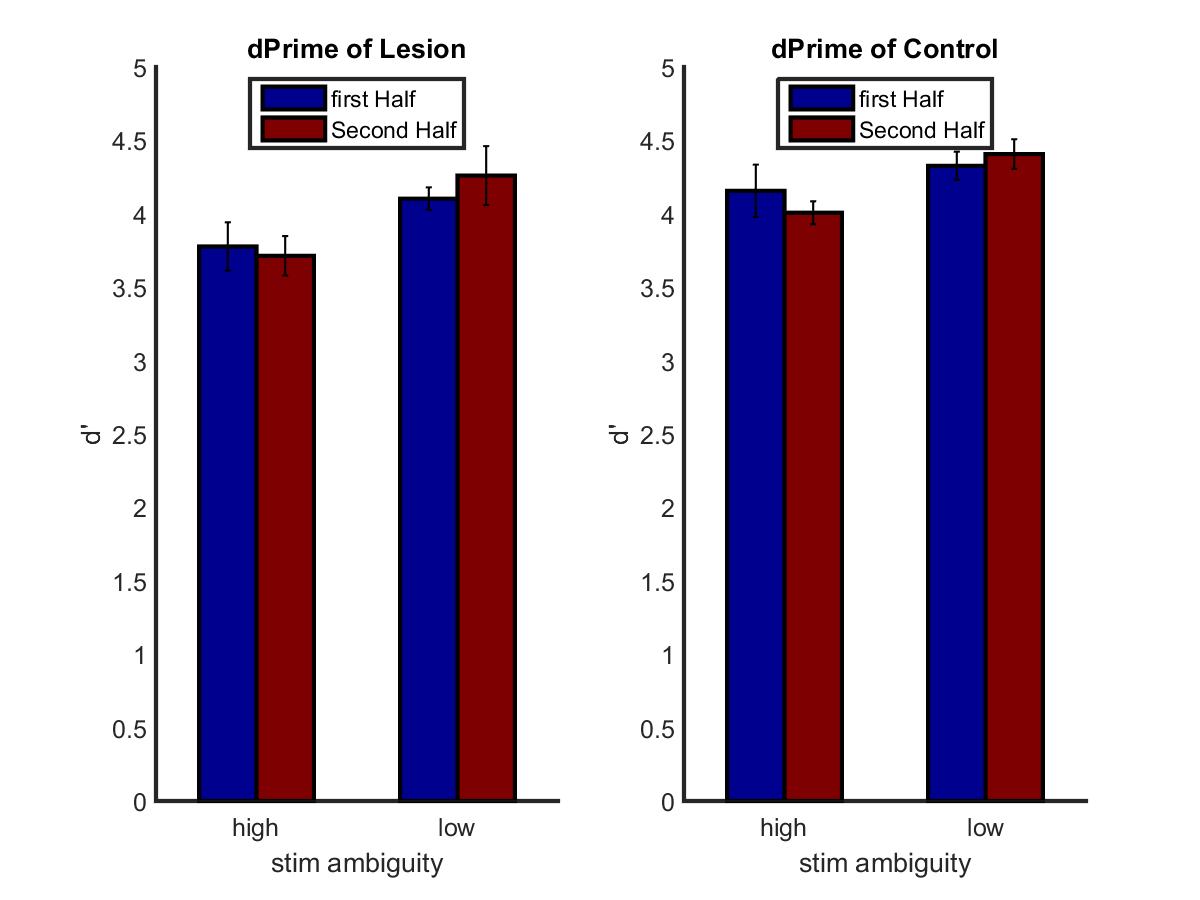 dPrime of Lesion
first Half
Second Half
5
4.5
4
3.5
3
2.5
2
1.5
1
0.5
0
d'
high low
stim ambiguity
dPrime of Control
first Half
Second Half
5
4.5
4
3.5
3
2.5
2
1.5
1
0.5
0
d'
high low
stim ambiguity